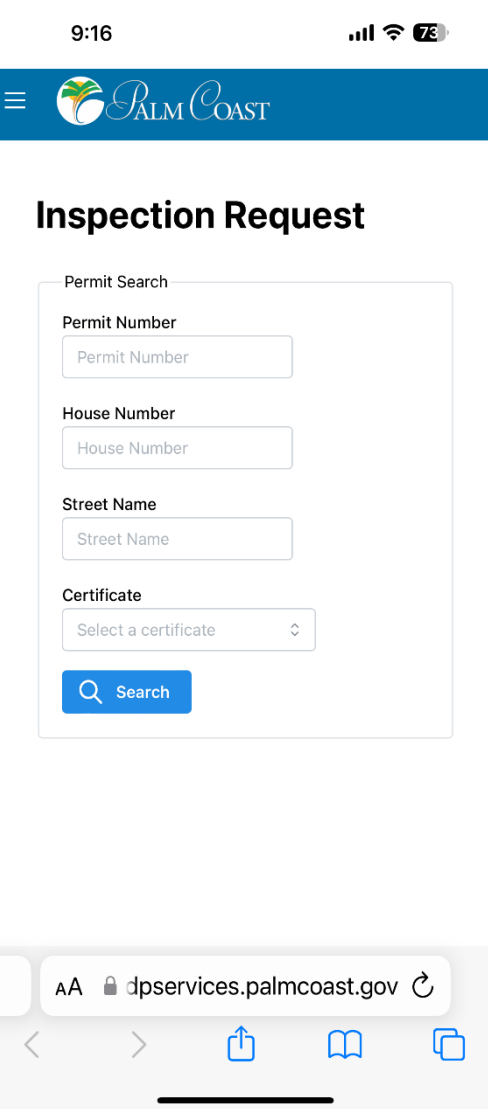 9:16
73
PALM COAST
Inspection Request
Permit Search
Permit Number
Permit Number
House Number
House Number
Street Name
Street Name
Certificate
Select a certificate
Search
AA dpservices.palmcoast.gov